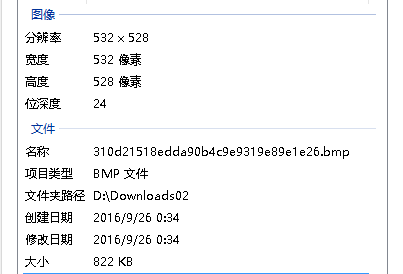 图像
分辨率 532 x 528
宽度 532 像素
高度 528 像素
位深度 24
文件
名称 310d21518edda90b4c9e9319e89e1e26.bmp
项目类型 BMP 文件
文件夹路径 D:\Downloads02
创建日期 2016/9/26 0:34
修改日期 2016/9/26 0:34
大小 822 KB